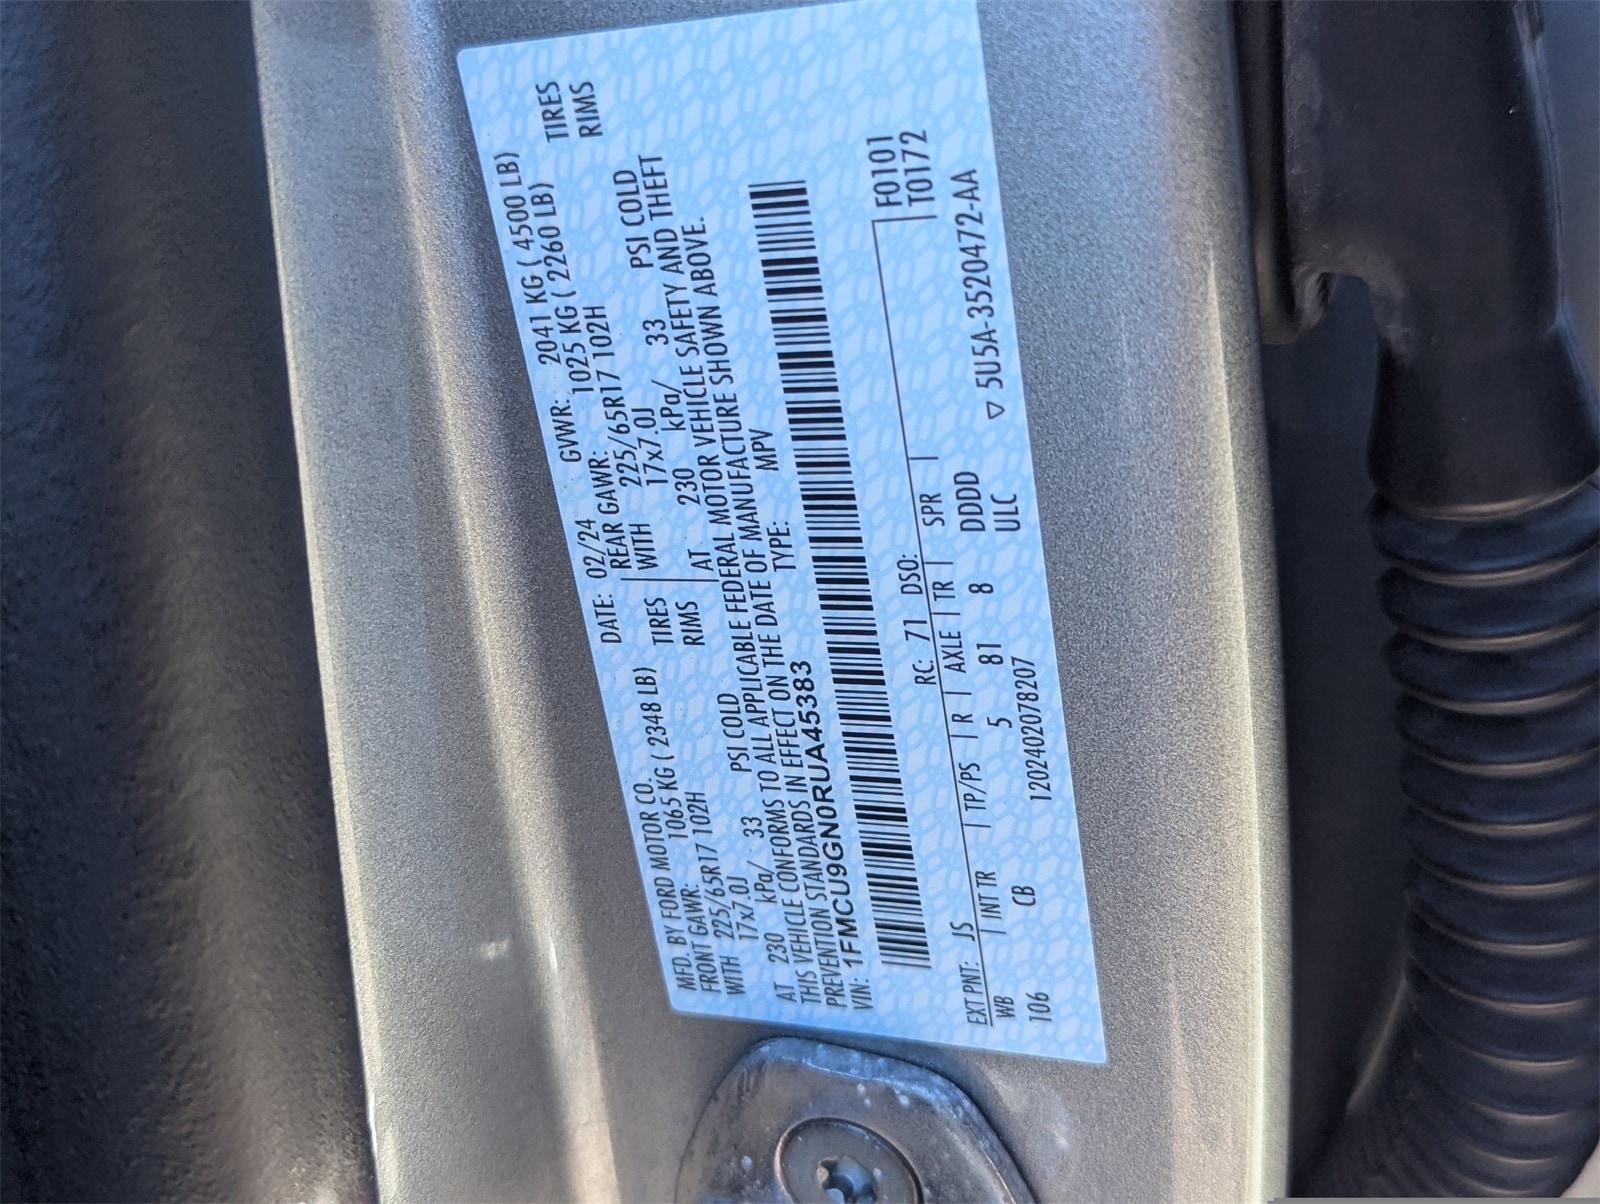 MFD. BY FORD MOTOR CO.
DATE: 02/24 GVWR: 2041 KG ( 4500 LB)
FRONT GAWR: 1065 KG ( 2348 LB) REAR GAWR: 1025 KG ( 2260 LB)
WITH 225/65R17 102H TIRES WITH 225/65R17 102H TIRES
17x7.0J RIMS 17x7.0J RIMS
AT 230 kPa/ 33 PSI COLD AT 230 kPa/ 33 PSI COLD
THIS VEHICLE CONFORMS TO ALL APPLICABLE FEDERAL MOTOR VEHICLE SAFETY AND THEFT
PREVENTION STANDARDS IN EFFECT ON THE DATE OF MANUFACTURE SHOWN ABOVE.
VIN: 1FMCU9GN0RUA45383 TYPE: MPV
F0101
T0172
EXT PNT: JS RC: 71 DSO:
WB INT TR TP/PS R AXLE TR SPR
106 CB 5 81 8 DDDD
ULC
1202402078207
▽ 5U5A-3520472-AA